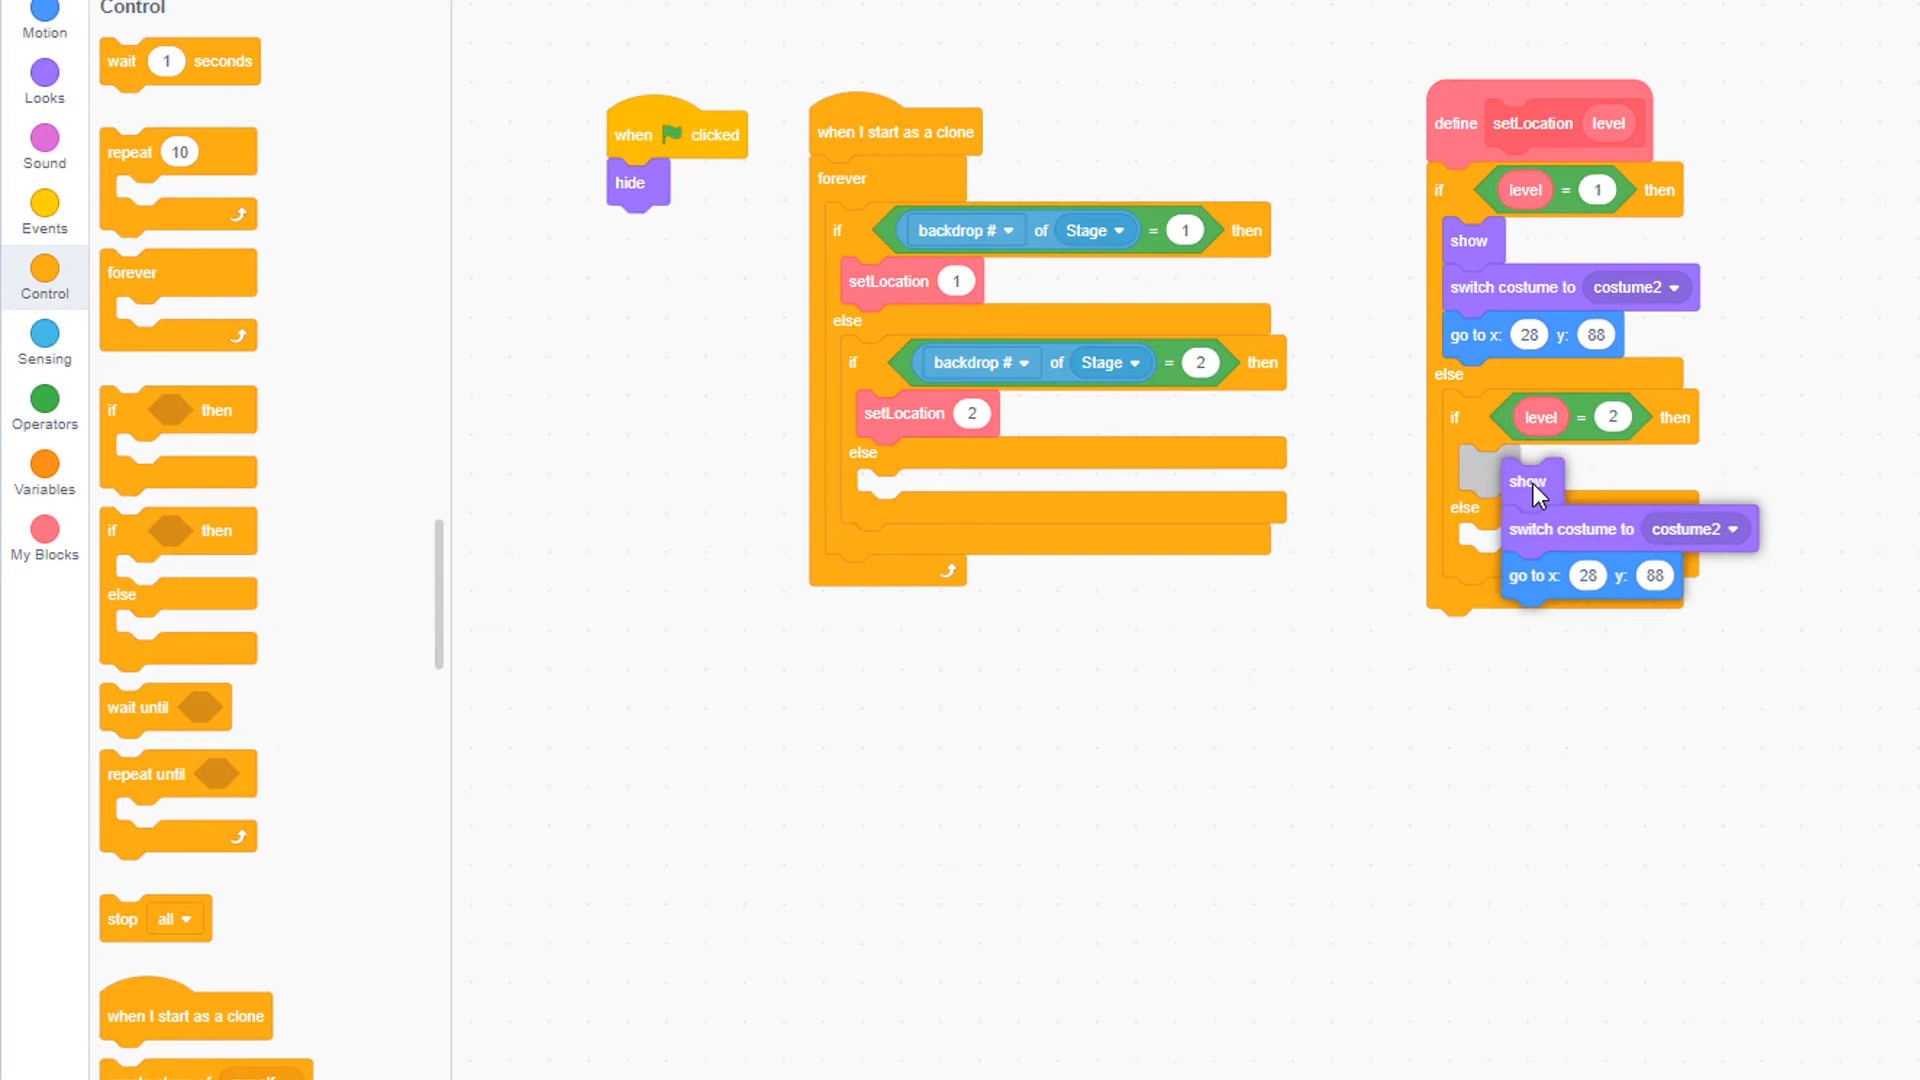 Motion
Looks
Sound
Events
Control
Sensing
Operators
Variables
My Blocks
Control
wait 1 seconds
repeat 10
forever
if then
if then
else
wait until
repeat until
stop all
when I start as a clone
when clicked
hide
when I start as a clone
forever
if backdrop # of Stage = 1 then
setLocation 1
else
if backdrop # of Stage = 2 then
setLocation 2
else
define setLocation level
if level = 1 then
show
switch costume to costume2
go to x: 28 y: 88
else
if level = 2 then
show
else
switch costume to costume2
go to x: 28 y: 88